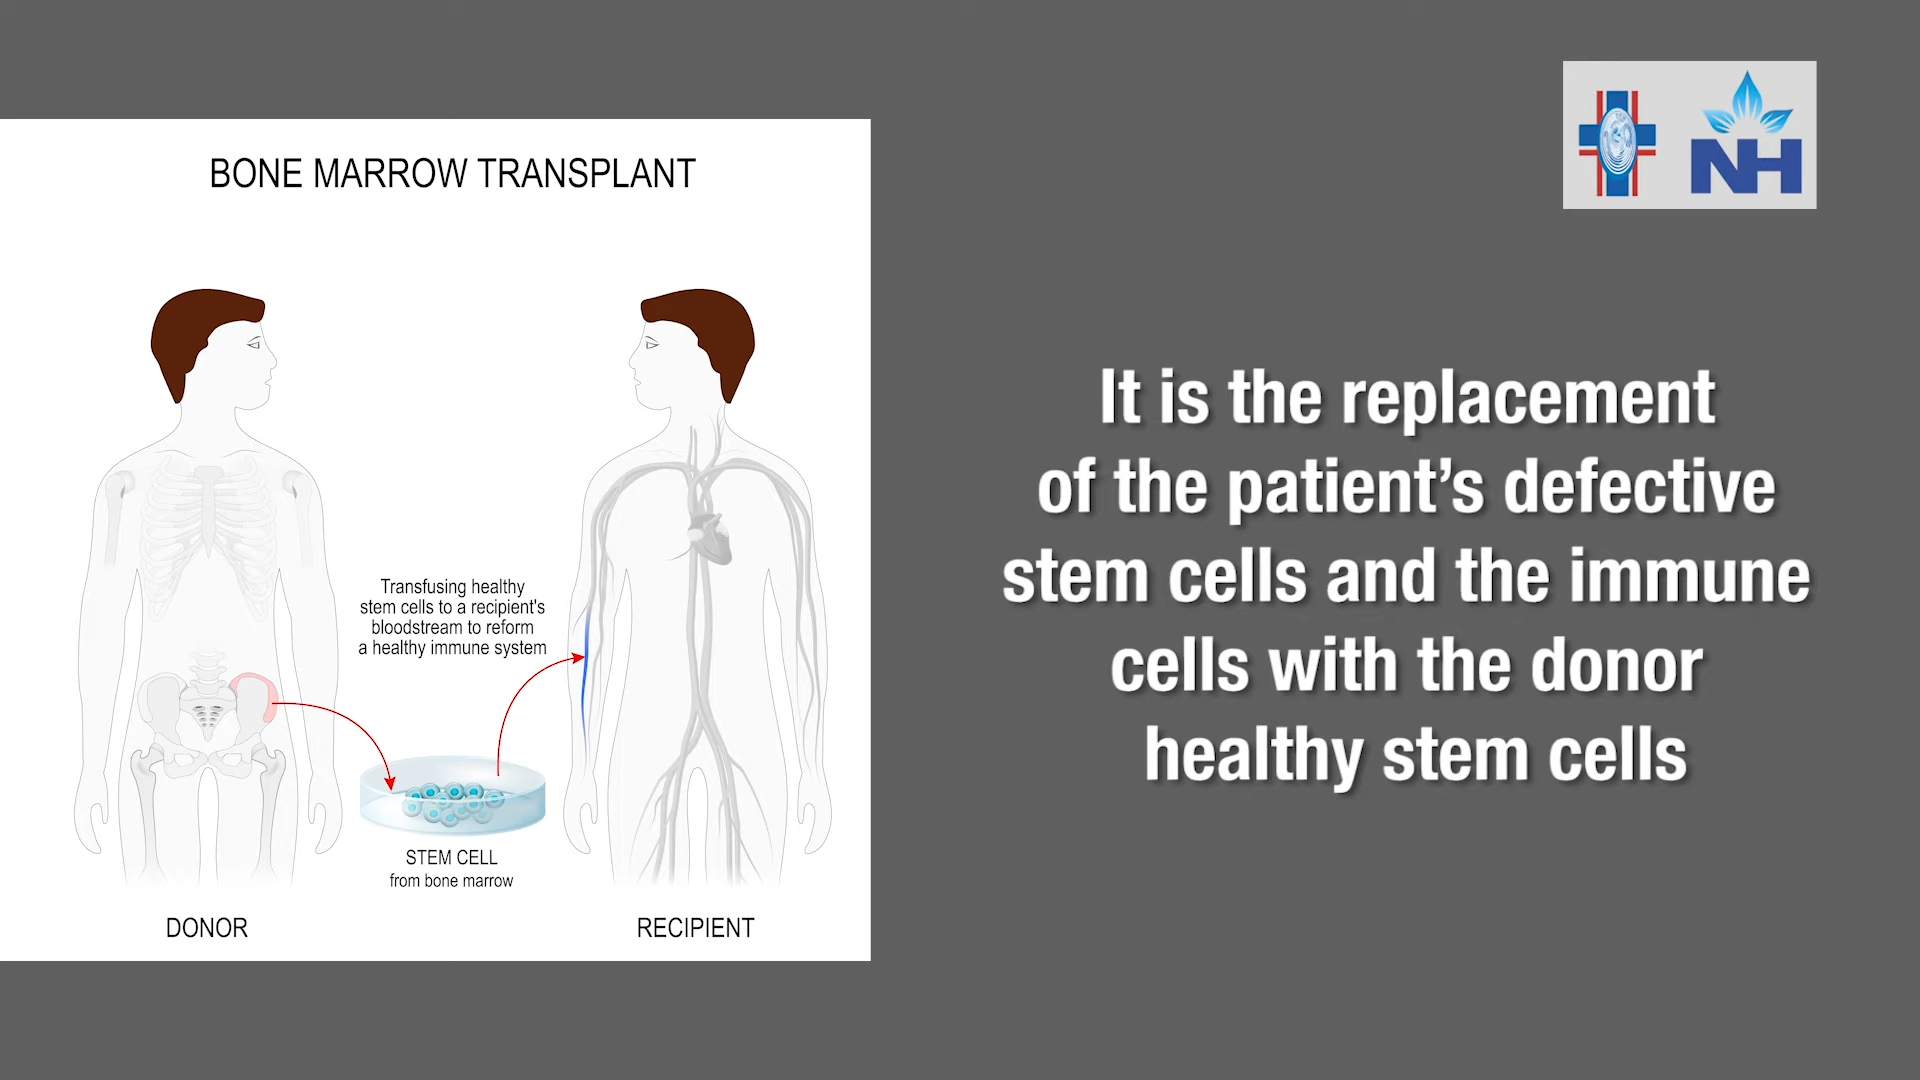 BONE MARROW TRANSPLANT
NH
It is the replacement
of the patient’s defective
stem cells and the immune
cells with the donor
healthy stem cells
Transfusing healthy
stem cells to a recipient's
bloodstream to reform
a healthy immune system
STEM CELL
from bone marrow
DONOR
RECIPIENT